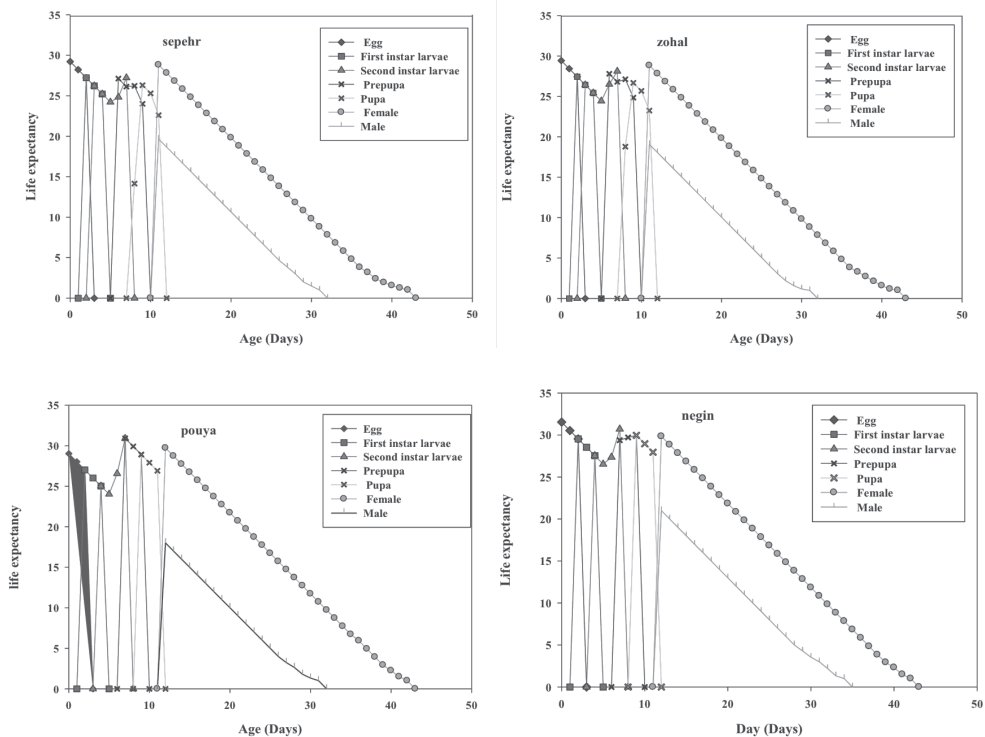 sepehr
Egg
First instar larvae
Second instar larvae
Prepupa
Pupa
Female
Male
35
30
25
20
15
10
5
0
Life expectancy
0 10 20 30 40 50
Age (Days)
zohal
Egg
First instar larvae
Second instar larvae
Prepupa
Pupa
Female
Male
35
30
25
20
15
10
5
0
Life expectancy
0 10 20 30 40 50
Age (Days)
pouya
Egg
First instar larvae
Second instar larvae
Prepupa
Pupa
Female
Male
35
30
25
20
15
10
5
0
life expectancy
0 10 20 30 40 50
Age (Days)
negin
Egg
First instar larvae
Second instar larvae
Prepupa
Pupa
Female
Male
35
30
25
20
15
10
5
0
Life expectancy
0 10 20 30 40 50
Day (Days)